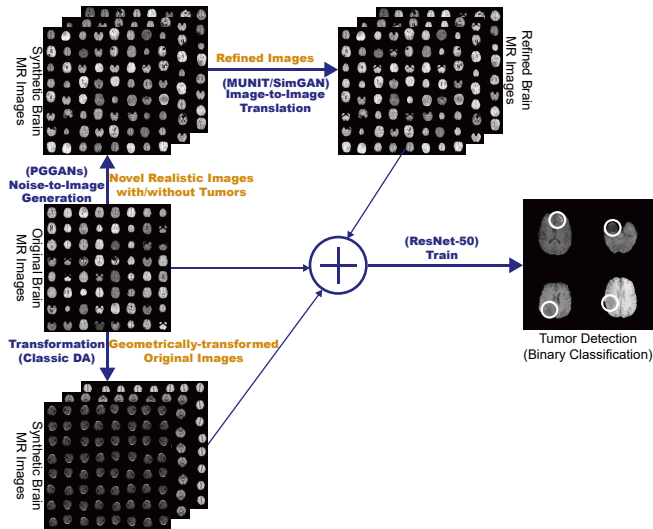 Synthetic Brain
MR Images
Refined Images
(MUNIT/SimGAN)
Image-to-Image
Translation
Refined Brain
MR Images
(PGGANs)
Noise-to-Image
Generation
Novel Realistic Images
with/without Tumors
Original Brain
MR Images
(ResNet-50)
Train
Tumor Detection
(Binary Classification)
Transformation
(Classic DA)
Geometrically-transformed
Original Images
Synthetic Brain
MR Images